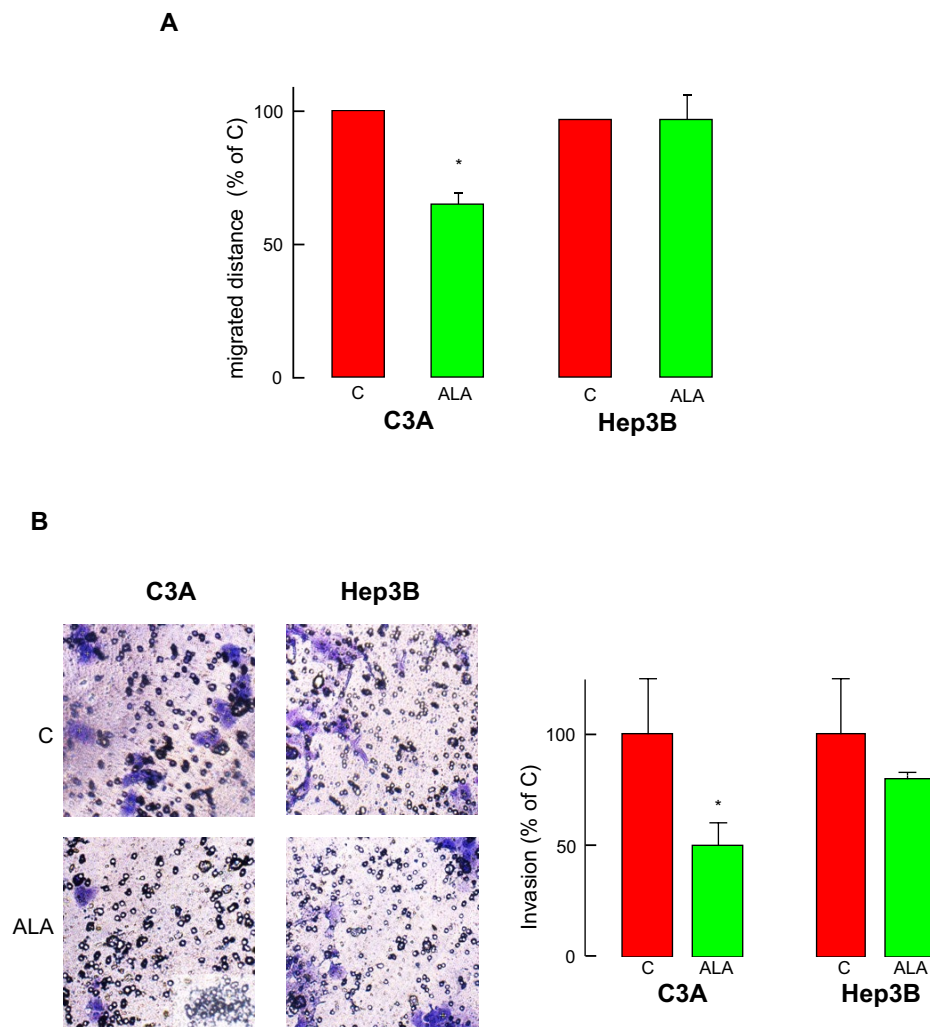 A
migrated distance (% of C)
100
50
0
*
C ALA C ALA
C3A Hep3B
B
C3A Hep3B
C
ALA
Invasion (% of C)
100
50
0
*
C ALA C ALA
C3A Hep3B